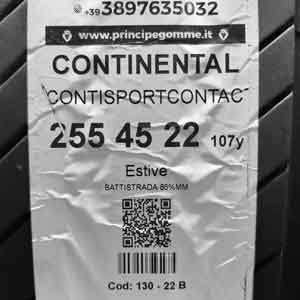 +39 3897635032
www.principegomme.it
CONTINENTAL
CONTISPORTCONTAC
255 45 22 107y
Estive
BATTISTRADA 85%MM
Cod: 130 - 22 B